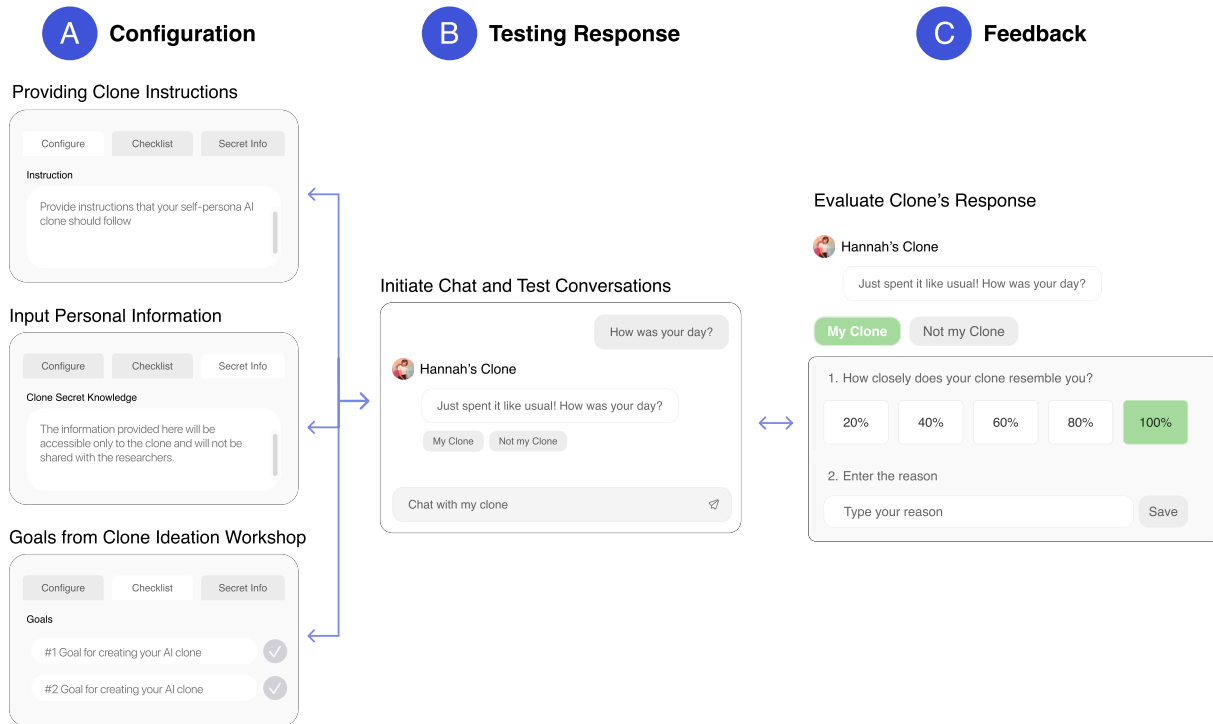 A Configuration
B Testing Response
C Feedback
Providing Clone Instructions
Configure
Checklist
Secret Info
Instruction
Provide instructions that your self-persona AI
clone should follow
Input Personal Information
Configure
Checklist
Secret Info
Clone Secret Knowledge
The information provided here will be
accessible only to the clone and will not be
shared with the researchers.
Goals from Clone Ideation Workshop
Configure
Checklist
Secret Info
Goals
#1 Goal for creating your AI clone
#2 Goal for creating your AI clone
Initiate Chat and Test Conversations
How was your day?
Hannah's Clone
Just spent it like usual! How was your day?
My Clone
Not my Clone
Chat with my clone
Evaluate Clone’s Response
Hannah's Clone
Just spent it like usual! How was your day?
My Clone
Not my Clone
1. How closely does your clone resemble you?
20%
40%
60%
80%
100%
2. Enter the reason
Type your reason
Save